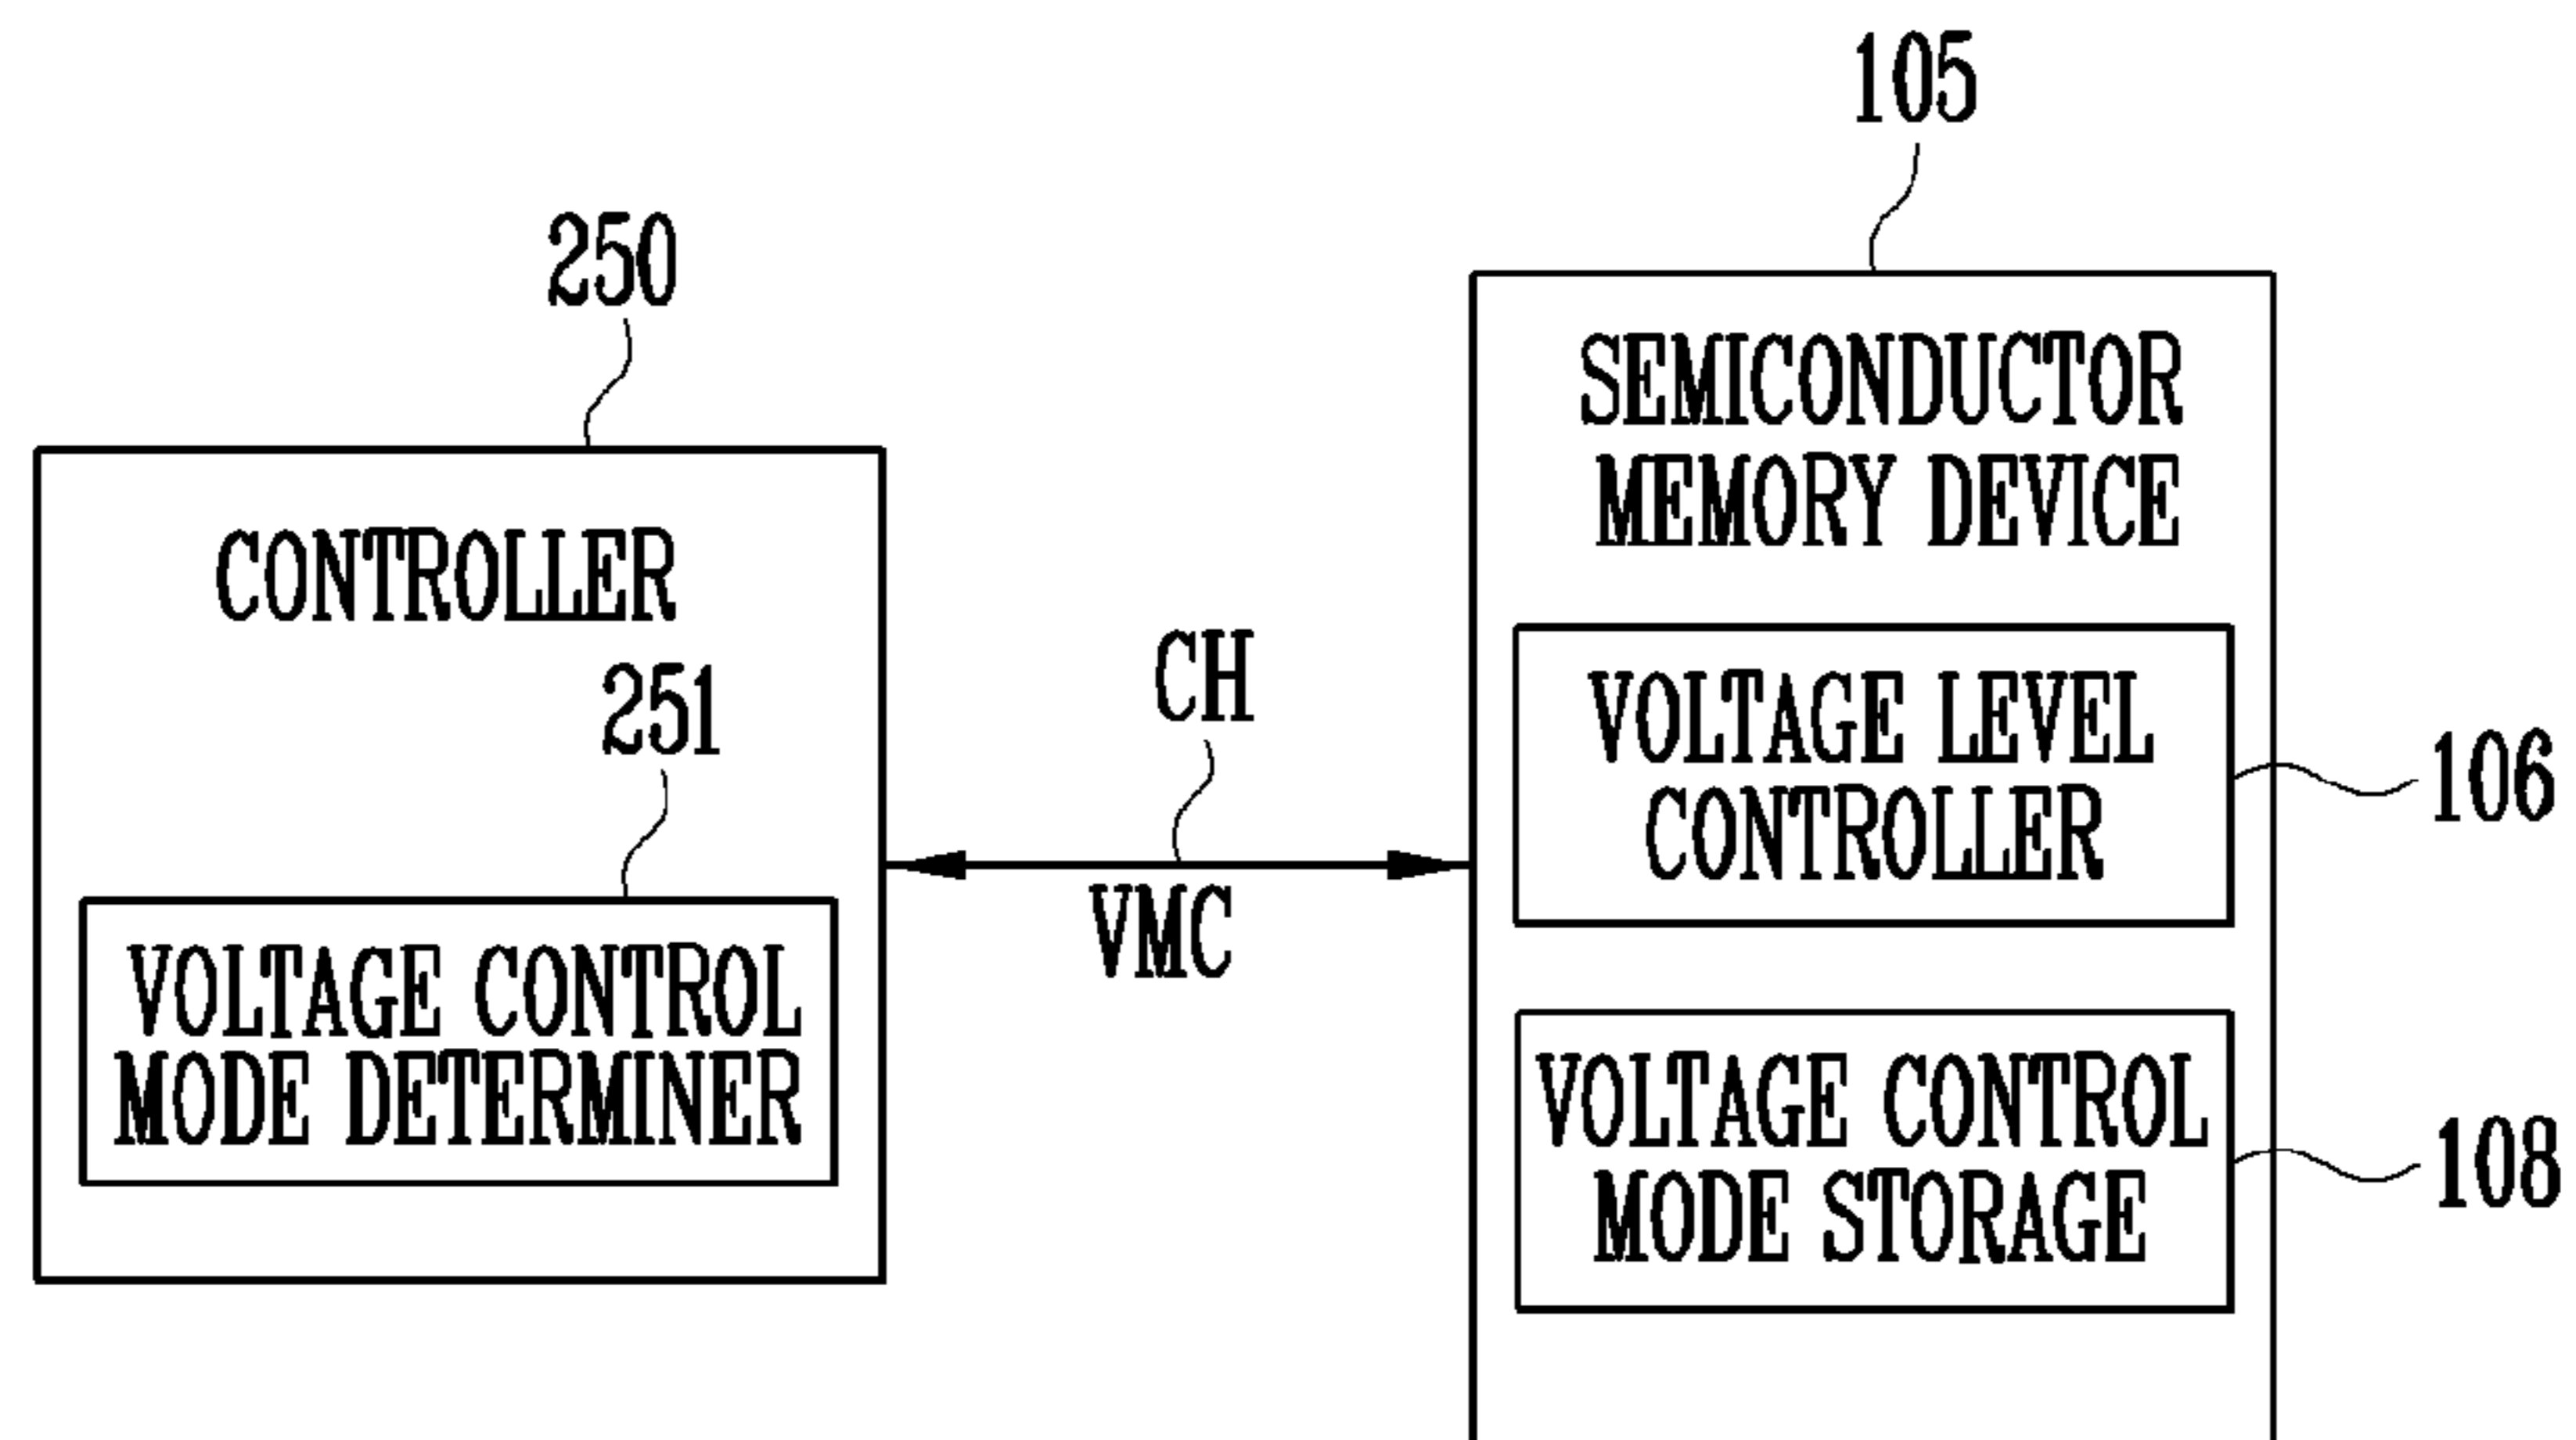 105
250
SEMICONDUCTOR
MEMORY DEVICE
CONTROLLER
251
CH
VOLTAGE LEVEL
CONTROLLER
106
VMC
VOLTAGE CONTROL
MODE DETERMINER
VOLTAGE CONTROL
MODE STORAGE
108